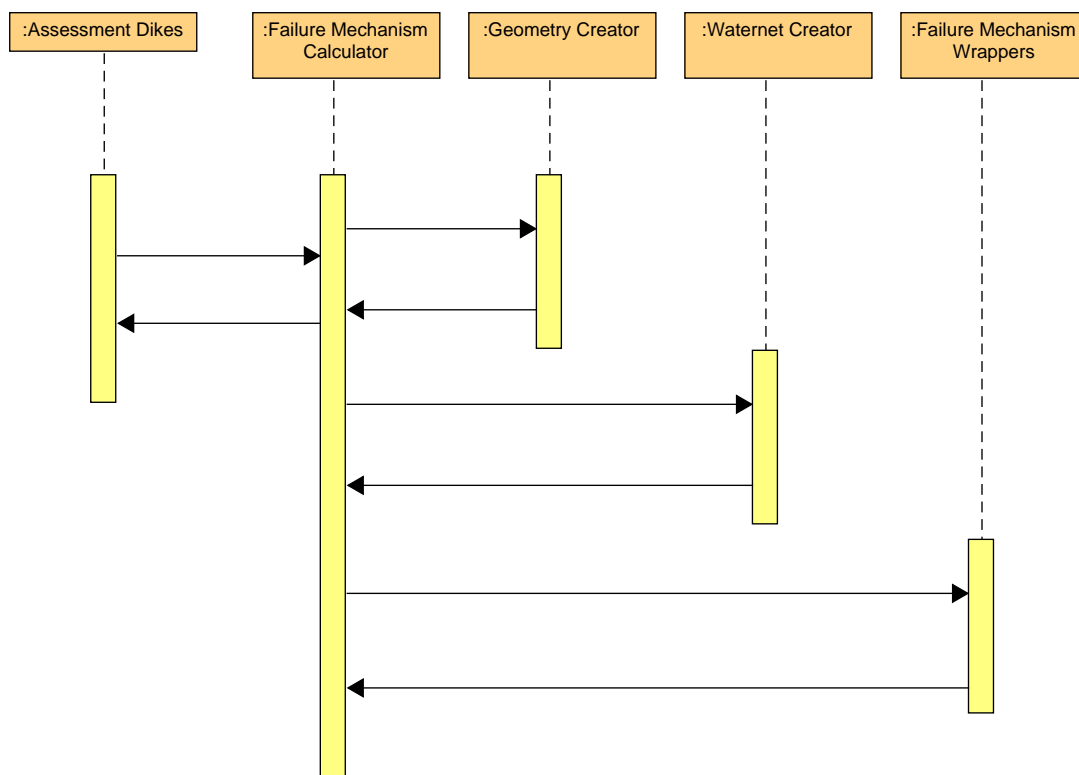 :Assessment Dikes
:Failure Mechanism
Calculator
:Geometry Creator
:Waternet Creator
:Failure Mechanism
Wrappers